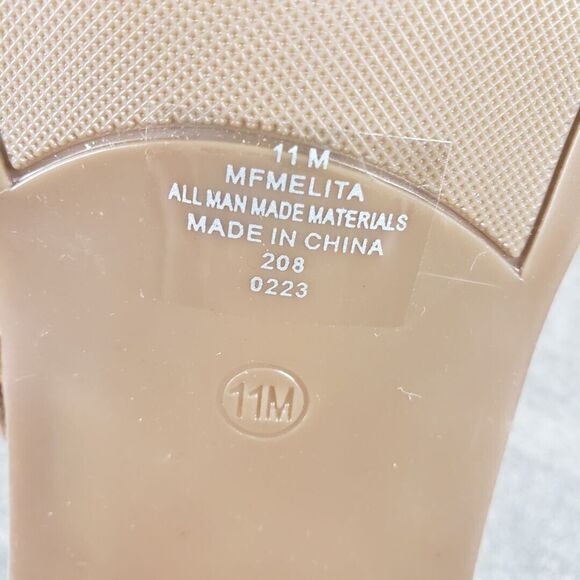 11 M
MFMELITA
ALL MAN MADE MATERIALS
MADE IN CHINA
208
0223
11M